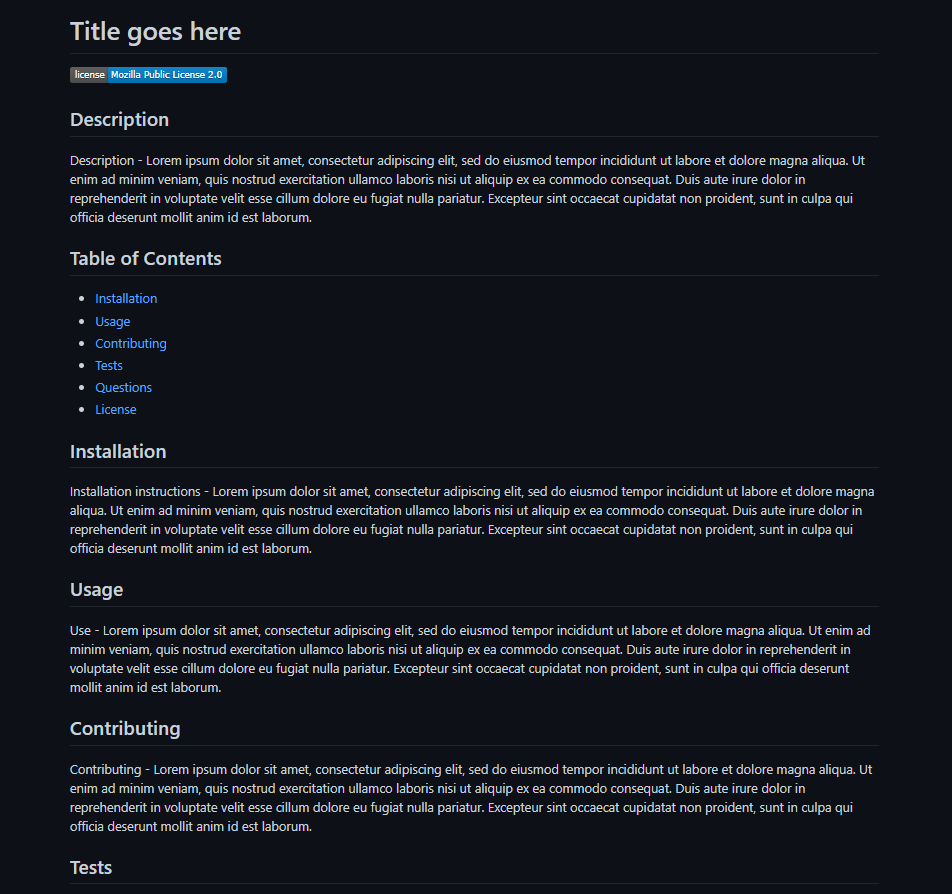 Title goes here
license Mozilla Public License 2.0
Description
Description - Lorem ipsum dolor sit amet, consectetur adipiscing elit, sed do eiusmod tempor incididunt ut labore et dolore magna aliqua. Ut
enim ad minim veniam, quis nostrud exercitation ullamco laboris nisi ut aliquip ex ea commodo consequat. Duis aute irure dolor in
reprehenderit in voluptate velit esse cillum dolore eu fugiat nulla pariatur. Excepteur sint occaecat cupidatat non proident, sunt in culpa qui
officia deserunt mollit anim id est laborum.
Table of Contents
Installation
Usage
Contributing
Tests
Questions
License
Installation
Installation instructions - Lorem ipsum dolor sit amet, consectetur adipiscing elit, sed do eiusmod tempor incididunt ut labore et dolore magna
aliqua. Ut enim ad minim veniam, quis nostrud exercitation ullamco laboris nisi ut aliquip ex ea commodo consequat. Duis aute irure dolor in
reprehenderit in voluptate velit esse cillum dolore eu fugiat nulla pariatur. Excepteur sint occaecat cupidatat non proident, sunt in culpa qui
officia deserunt mollit anim id est laborum.
Usage
Use - Lorem ipsum dolor sit amet, consectetur adipiscing elit, sed do eiusmod tempor incididunt ut labore et dolore magna aliqua. Ut enim ad
minim veniam, quis nostrud exercitation ullamco laboris nisi ut aliquip ex ea commodo consequat. Duis aute irure dolor in reprehenderit in
voluptate velit esse cillum dolore eu fugiat nulla pariatur. Excepteur sint occaecat cupidatat non proident, sunt in culpa qui officia deserunt
mollit anim id est laborum.
Contributing
Contributing - Lorem ipsum dolor sit amet, consectetur adipiscing elit, sed do eiusmod tempor incididunt ut labore et dolore magna aliqua. Ut
enim ad minim veniam, quis nostrud exercitation ullamco laboris nisi ut aliquip ex ea commodo consequat. Duis aute irure dolor in
reprehenderit in voluptate velit esse cillum dolore eu fugiat nulla pariatur. Excepteur sint occaecat cupidatat non proident, sunt in culpa qui
officia deserunt mollit anim id est laborum.
Tests